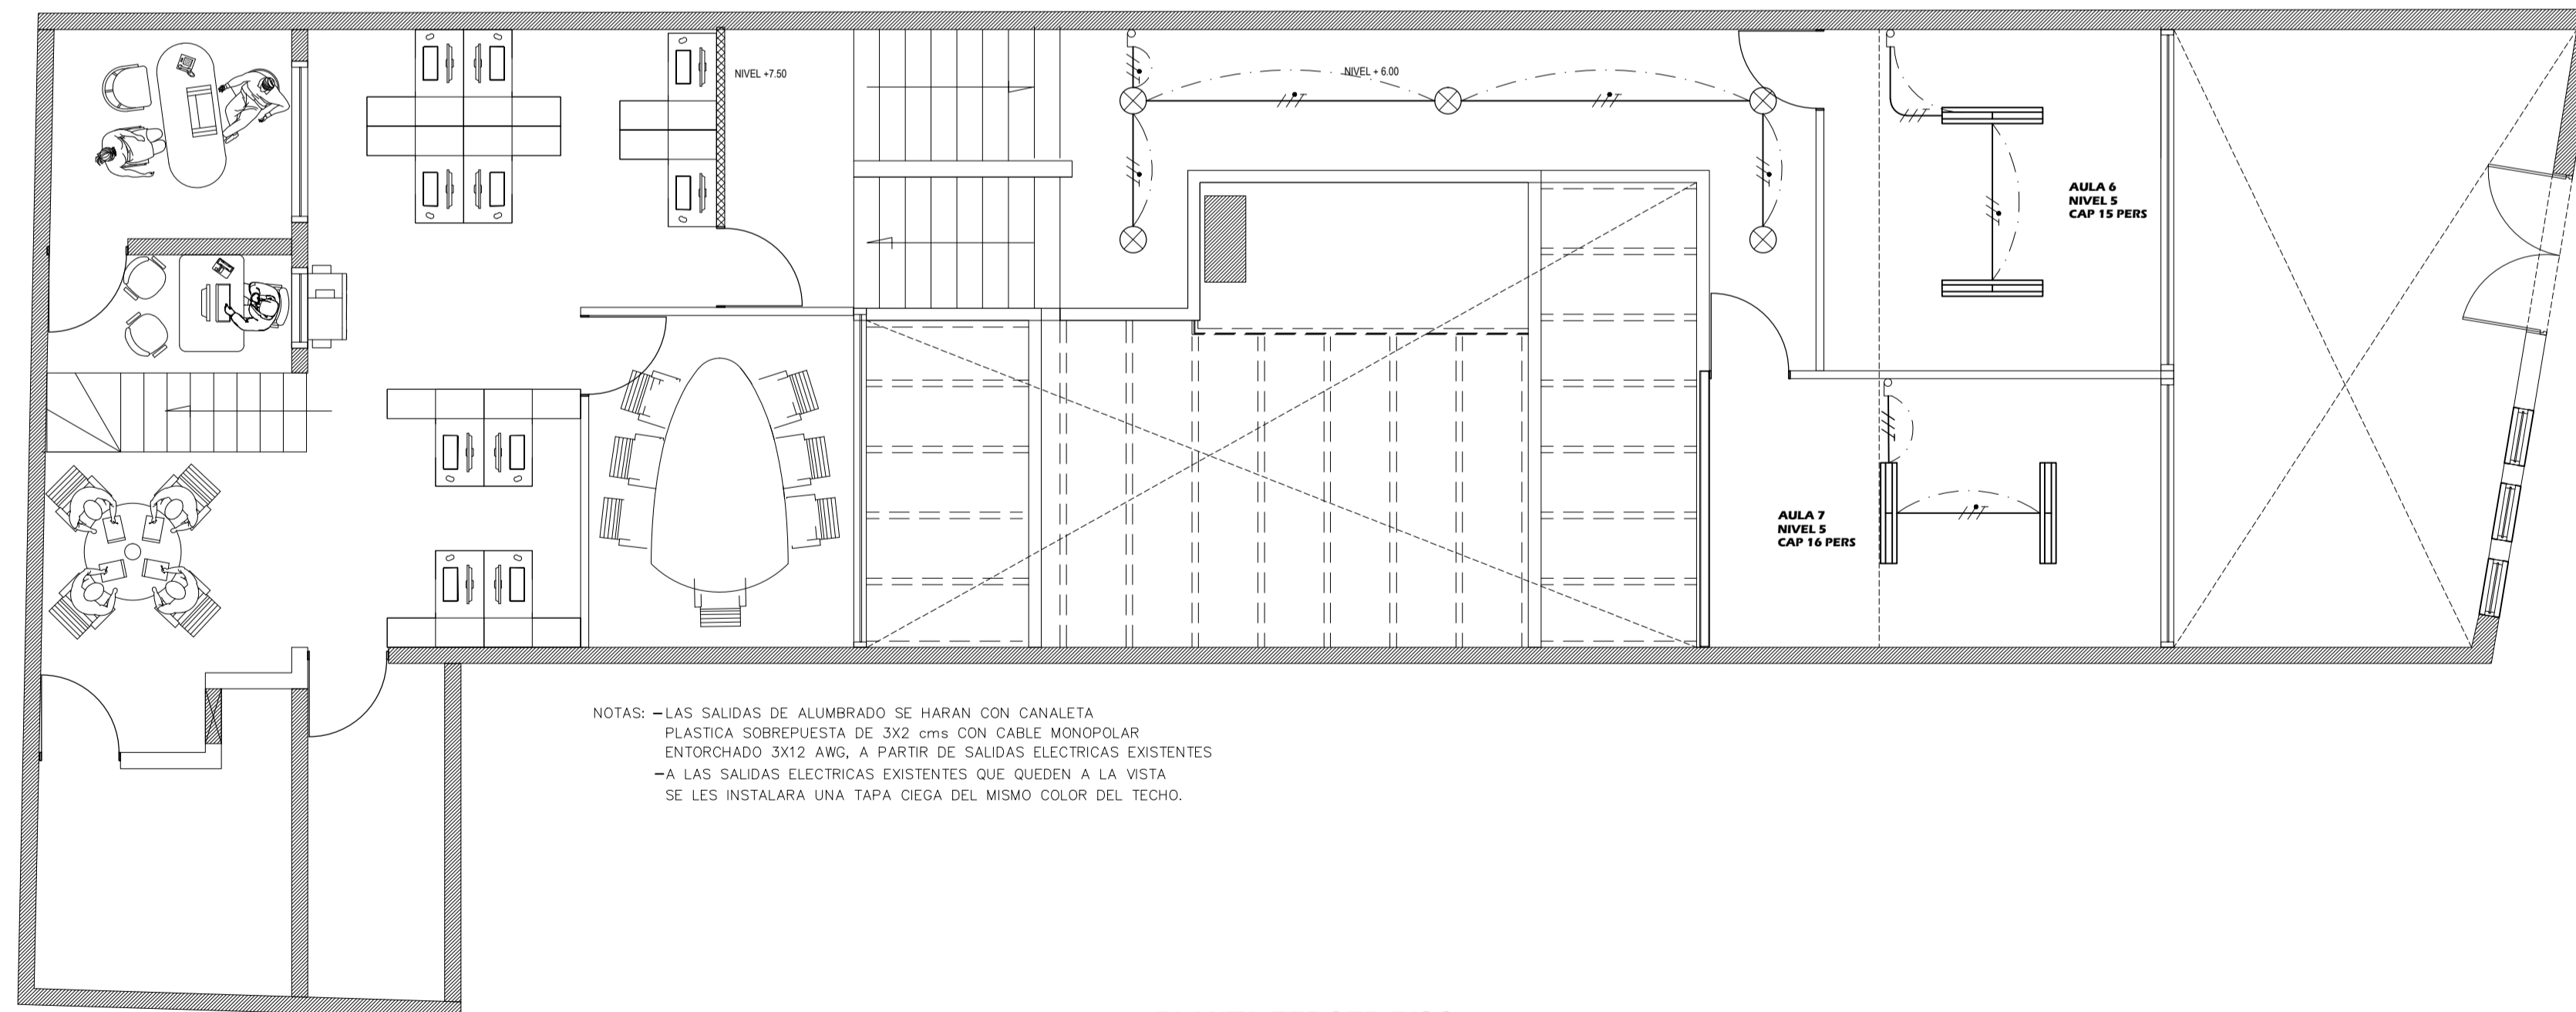 NIVEL +7.50
NIVEL + 6.00
AULA 6
NIVEL 5
CAP 15 PERS
AULA 7
NIVEL 5
CAP 16 PERS
NOTAS: -LAS SALIDAS DE ALUMBRADO SE HARAN CON CANALETA
PLASTICA SOBREPUESTA DE 3X2 cms CON CABLE MONOPOLAR
ENTORCHADO 3X12 AWG, A PARTIR DE SALIDAS ELECTRICAS EXISTENTES
-A LAS SALIDAS ELECTRICAS EXISTENTES QUE QUEDEN A LA VISTA
SE LES INSTALARA UNA TAPA CIEGA DEL MISMO COLOR DEL TECHO.